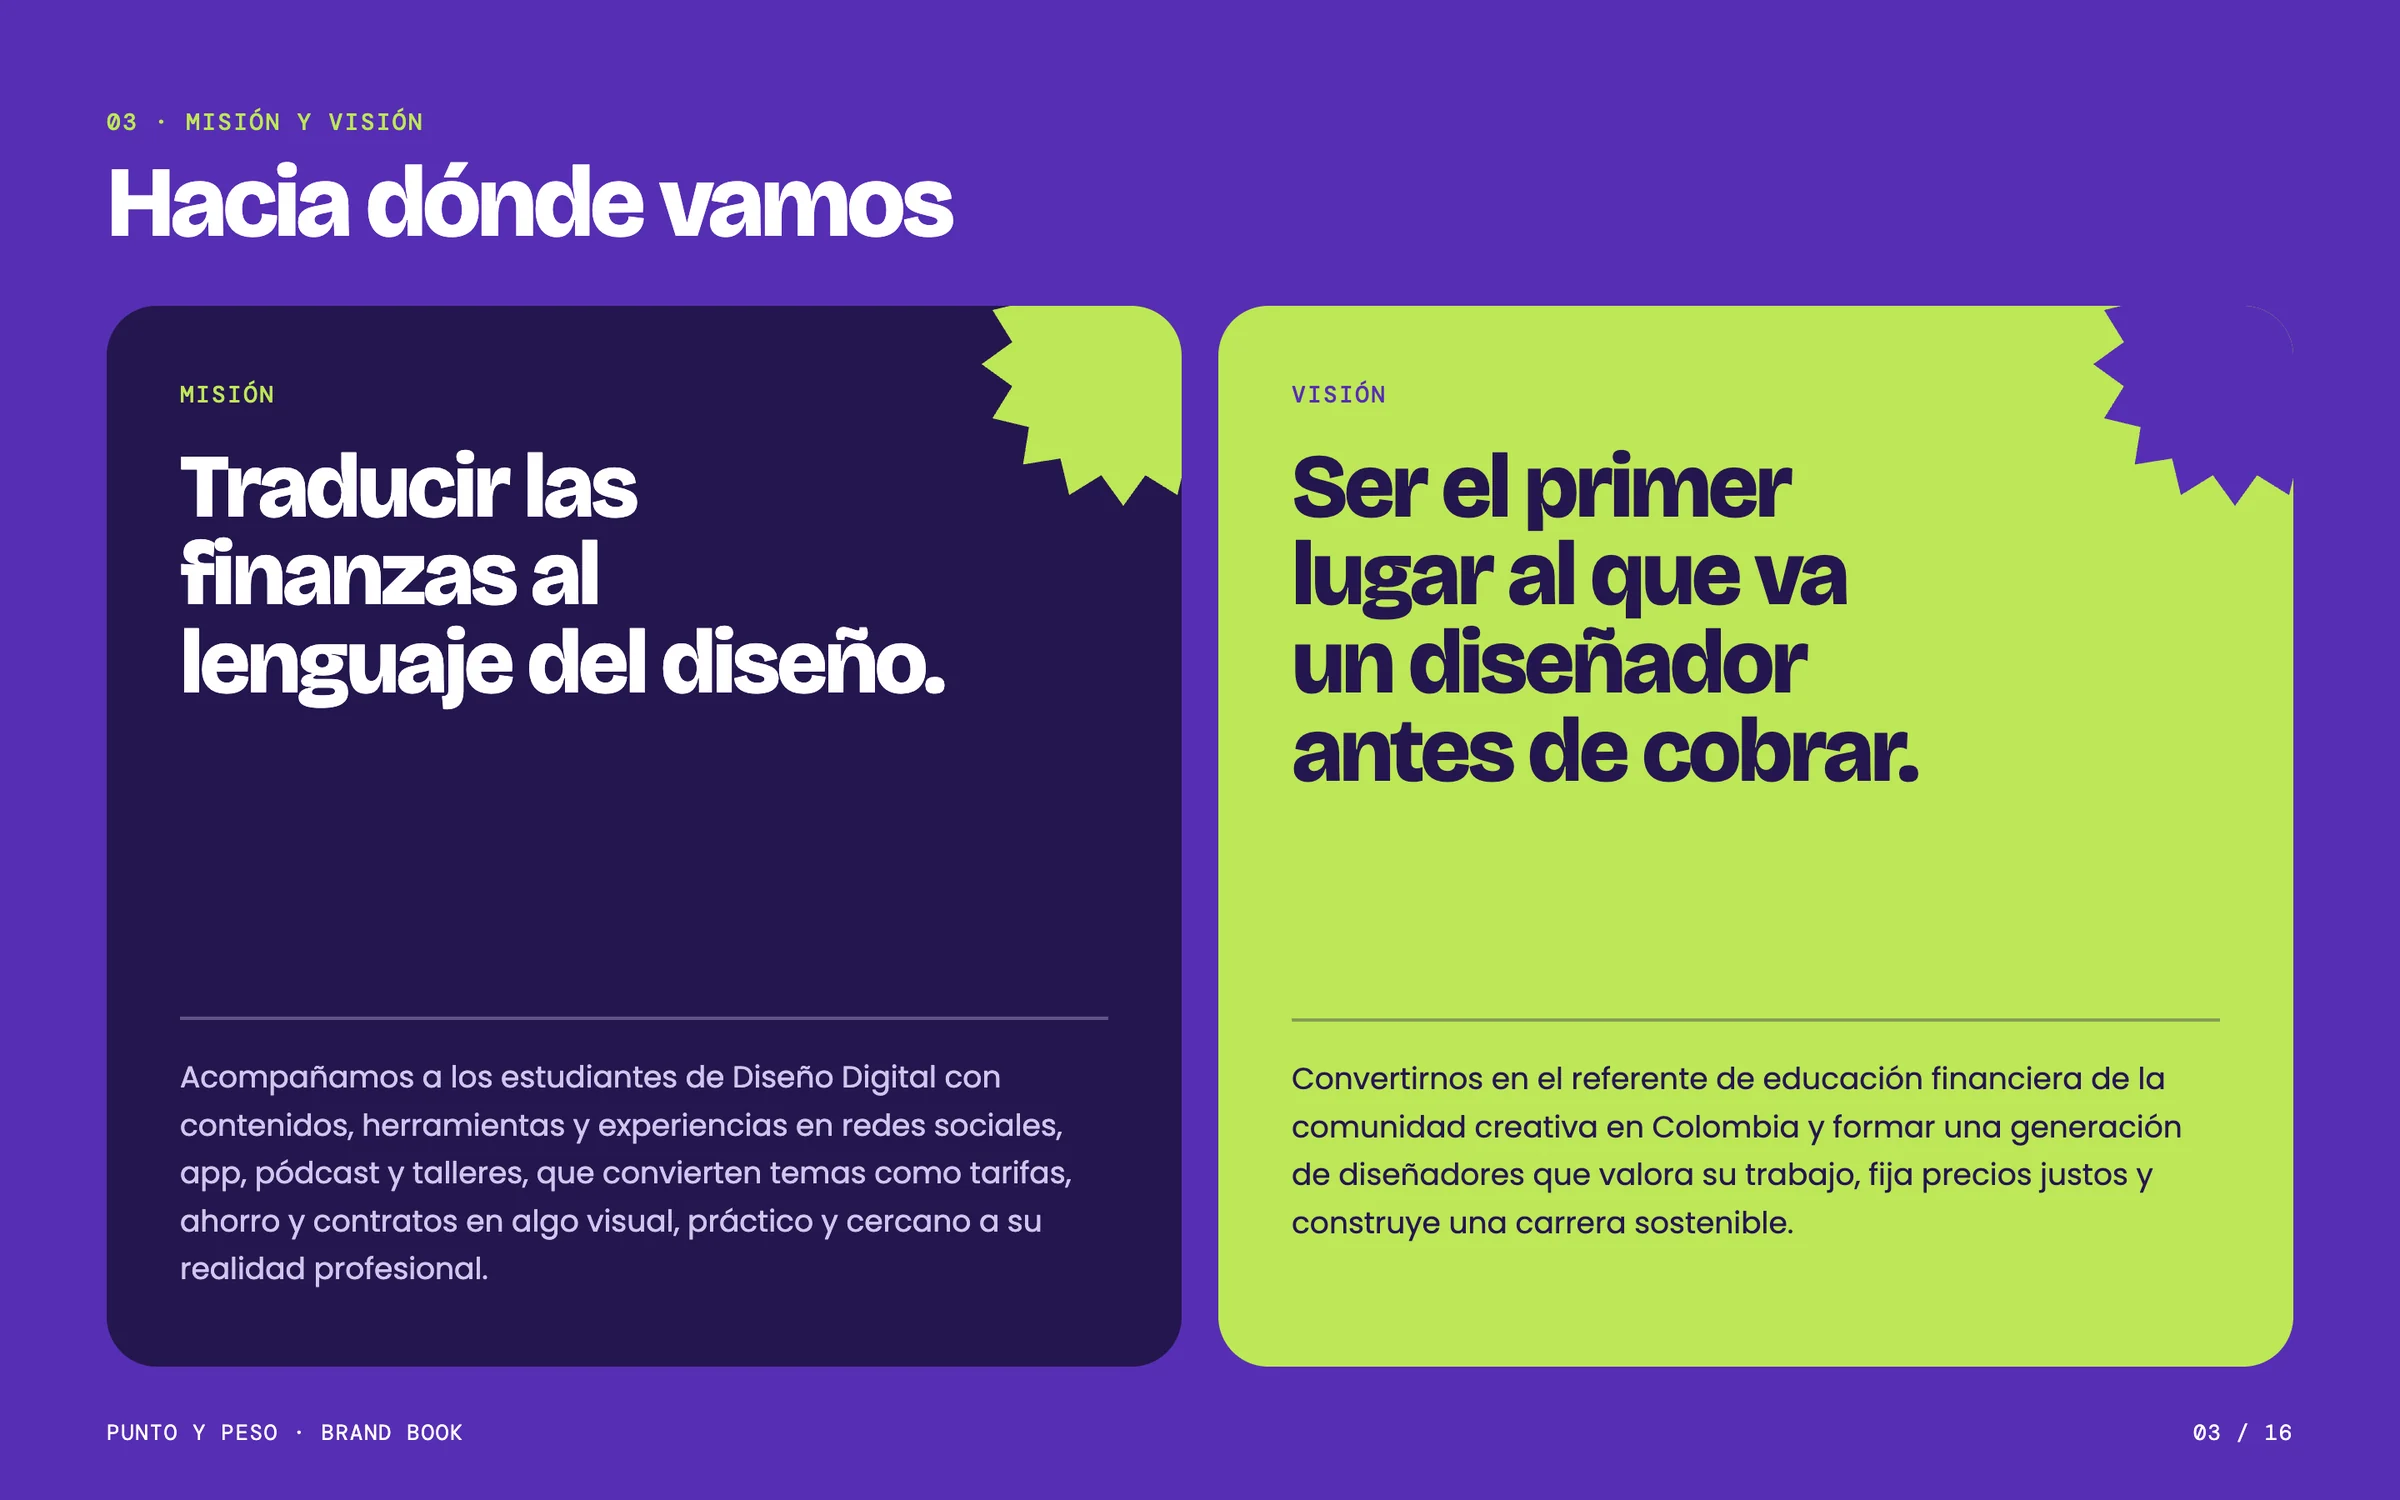 03 · MISIÓN Y VISIÓN
Hacia dónde vamos
MISIÓN
Traducir las
finanzas al
lenguaje del diseño.
Acompañamos a los estudiantes de Diseño Digital con
contenidos, herramientas y experiencias en redes sociales,
app, pódcast y talleres, que convierten temas como tarifas,
ahorro y contratos en algo visual, práctico y cercano a su
realidad profesional.
VISIÓN
Ser el primer
lugar al que va
un diseñador
antes de cobrar.
Convertirnos en el referente de educación financiera de la
comunidad creativa en Colombia y formar una generación
de diseñadores que valora su trabajo, fija precios justos y
construye una carrera sostenible.
PUNTO Y PESO · BRAND BOOK
03 / 16